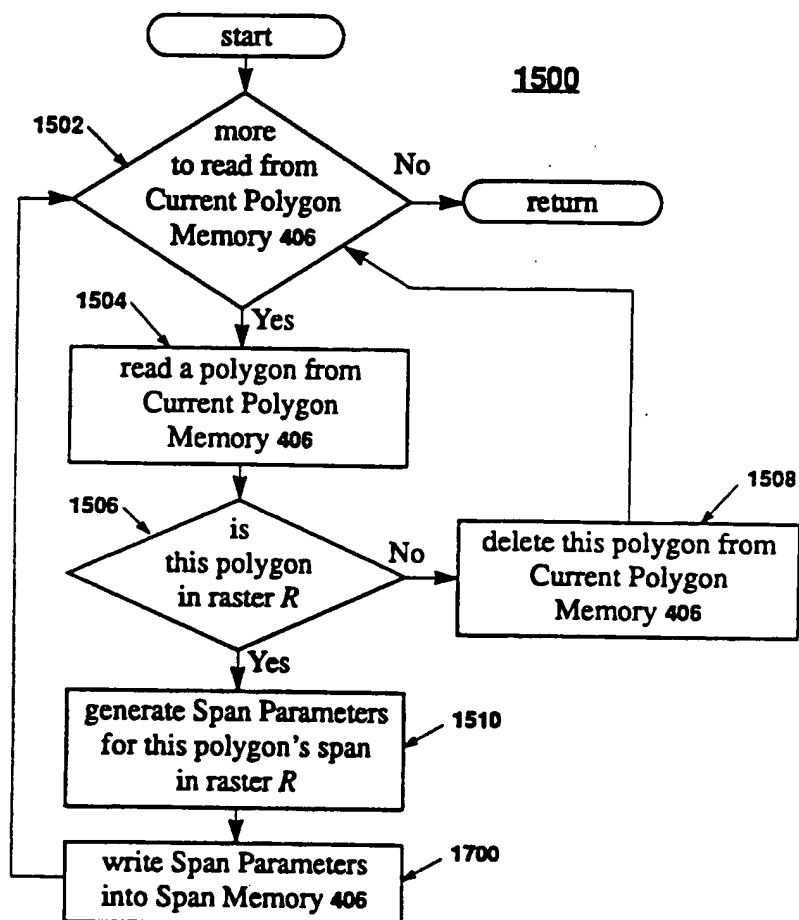 start
1500
1502
more
to read from
Current Polygon
Memory 406
No
return
Yes
1504
read a polygon from
Current Polygon
Memory 406
1506
is
this polygon
in raster R
No
1508
delete this polygon from
Current Polygon
Memory 406
Yes
generate Span Parameters
for this polygon's span
in raster R
1510
write Span Parameters
into Span Memory 406
1700